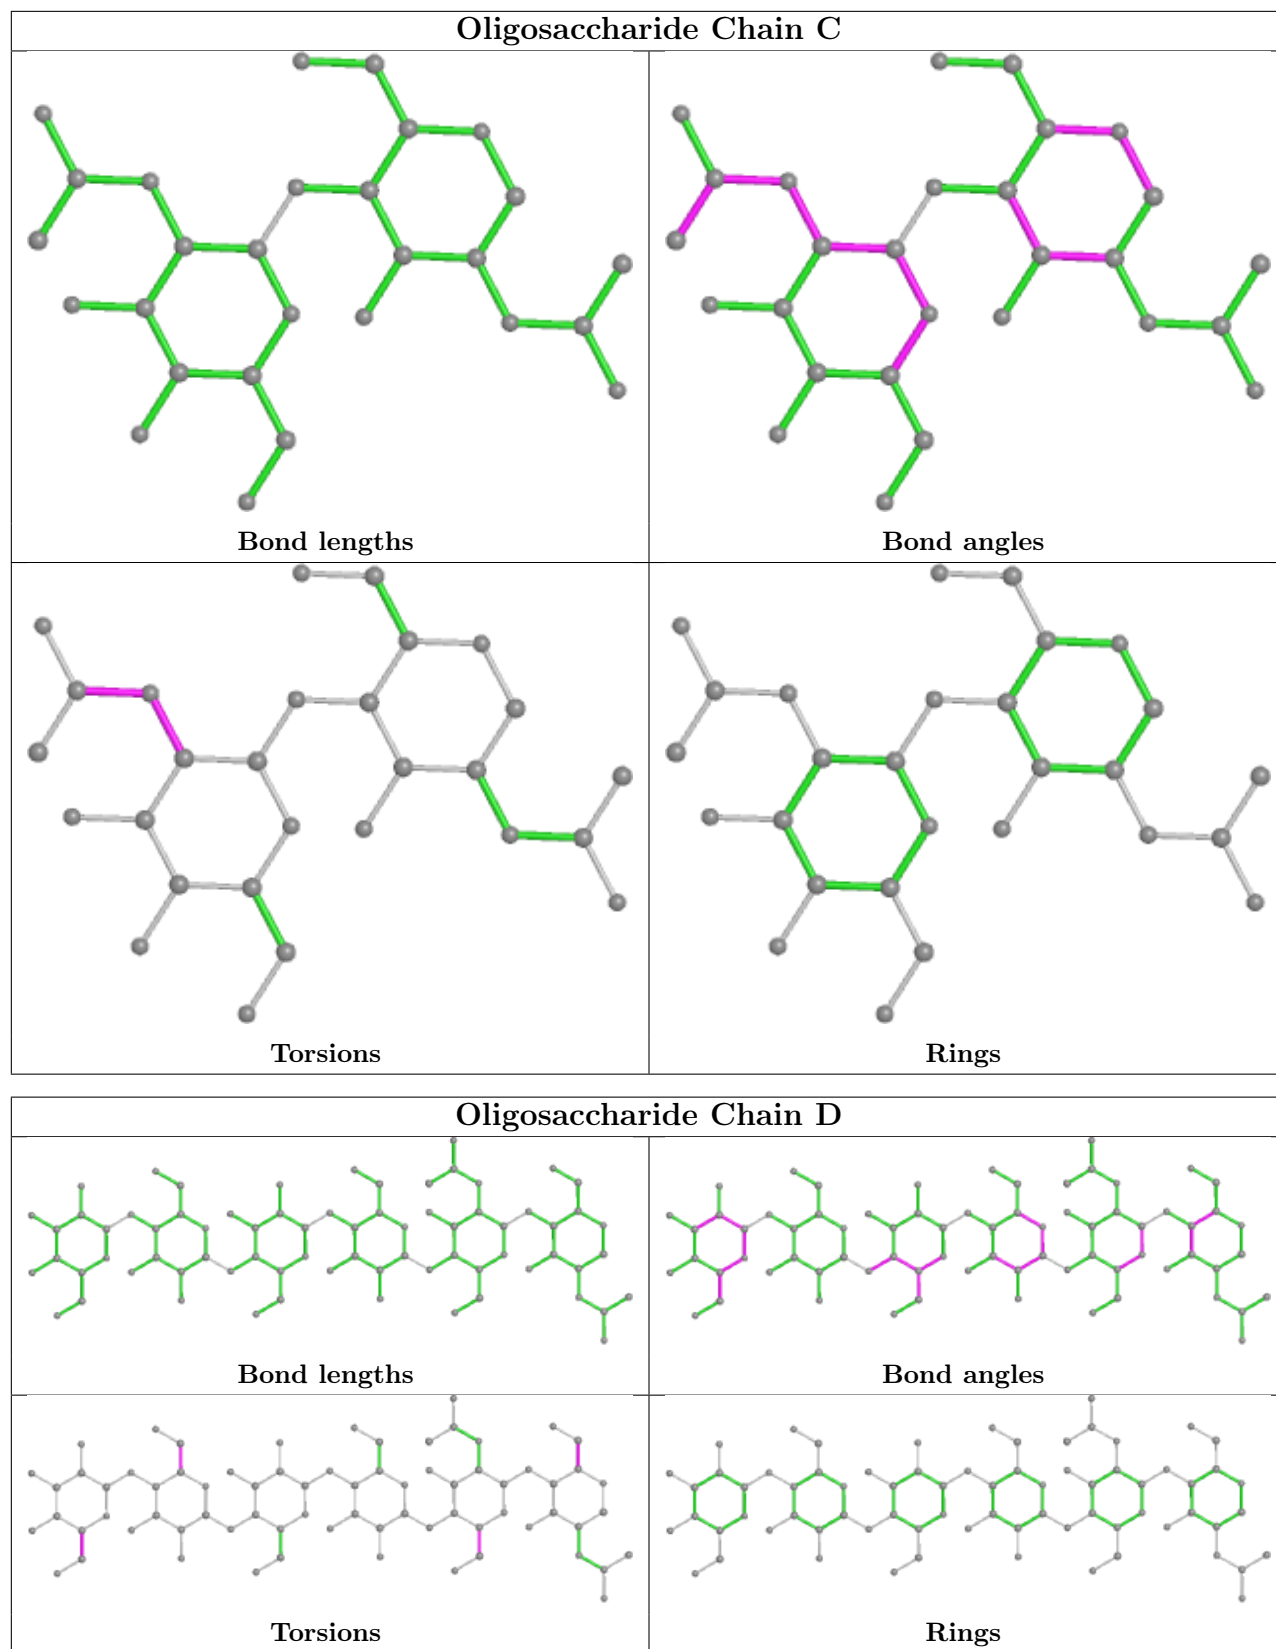 Oligosaccharide Chain C
Bond lengths
Bond angles
Torsions
Rings
Oligosaccharide Chain D
Bond lengths
Bond angles
Torsions
Rings